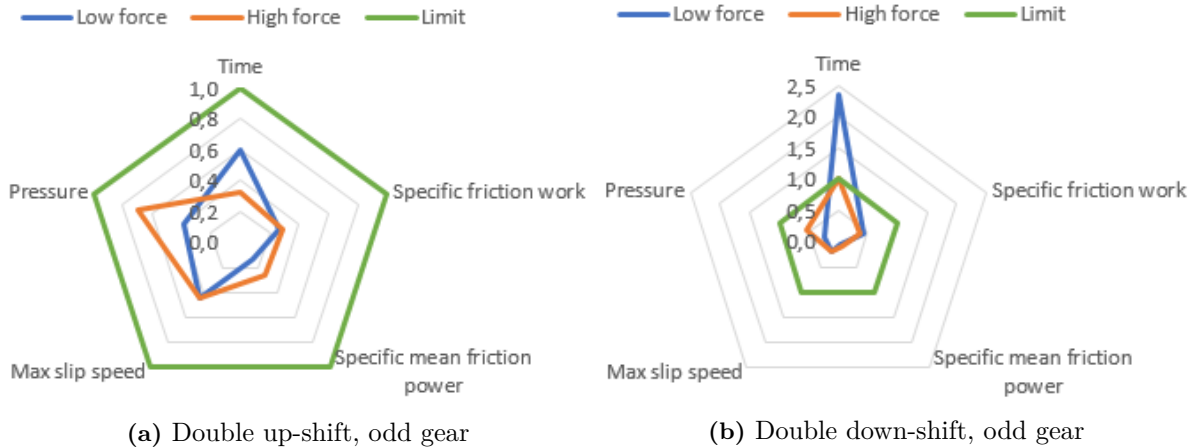 Low force High force Limit
Time
1,0
0,8
0,6
0,4
0,2
0,0
Pressure
Specific friction work
Max slip speed
Specific mean friction
power
(a) Double up-shift, odd gear
Low force High force Limit
Time
2,5
2,0
1,5
1,0
0,5
0,0
Pressure
Specific friction work
Max slip speed
Specific mean friction
power
(b) Double down-shift, odd gear